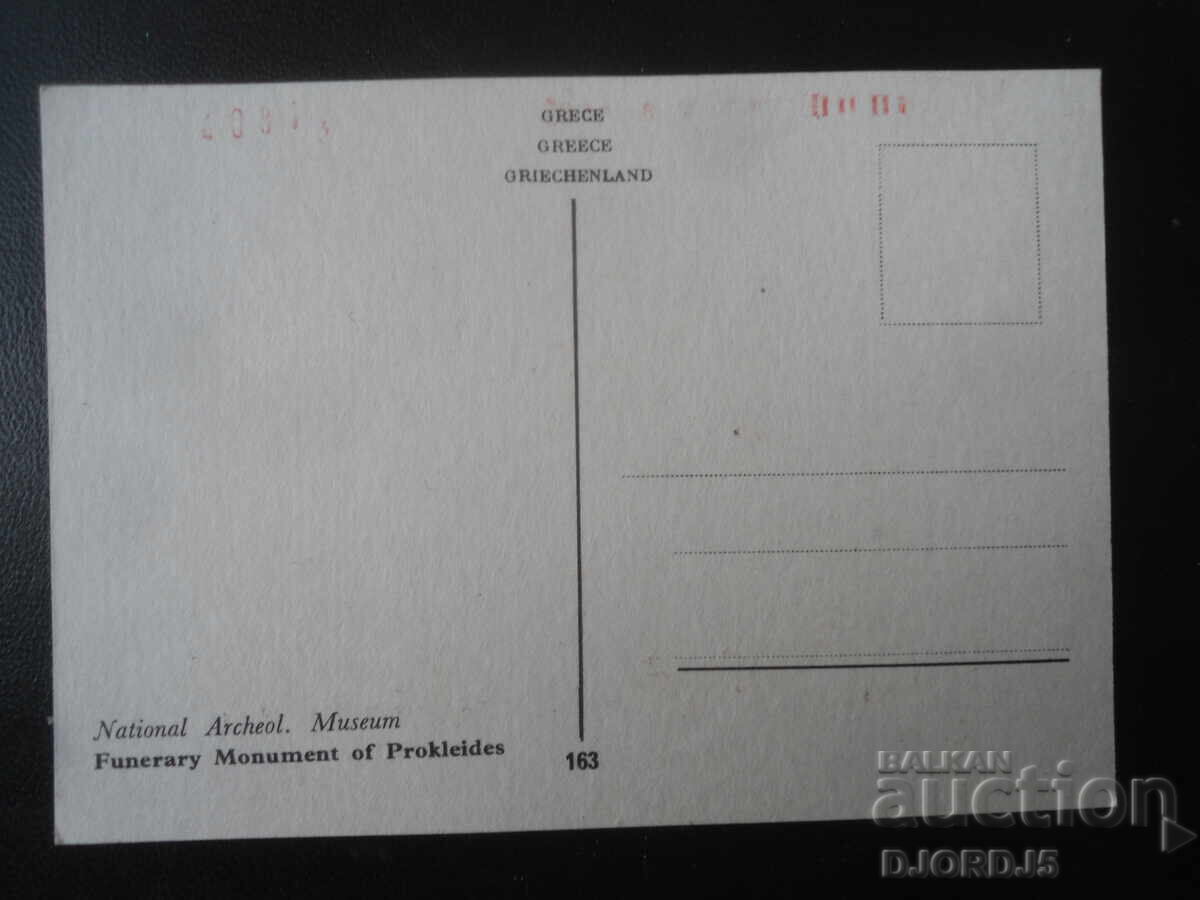 GRECE
GREECE
GRIECHENLAND
National Archeol. Museum
Funerary Monument of Prokleides
163
BALKAN
auction
DJORDJ5